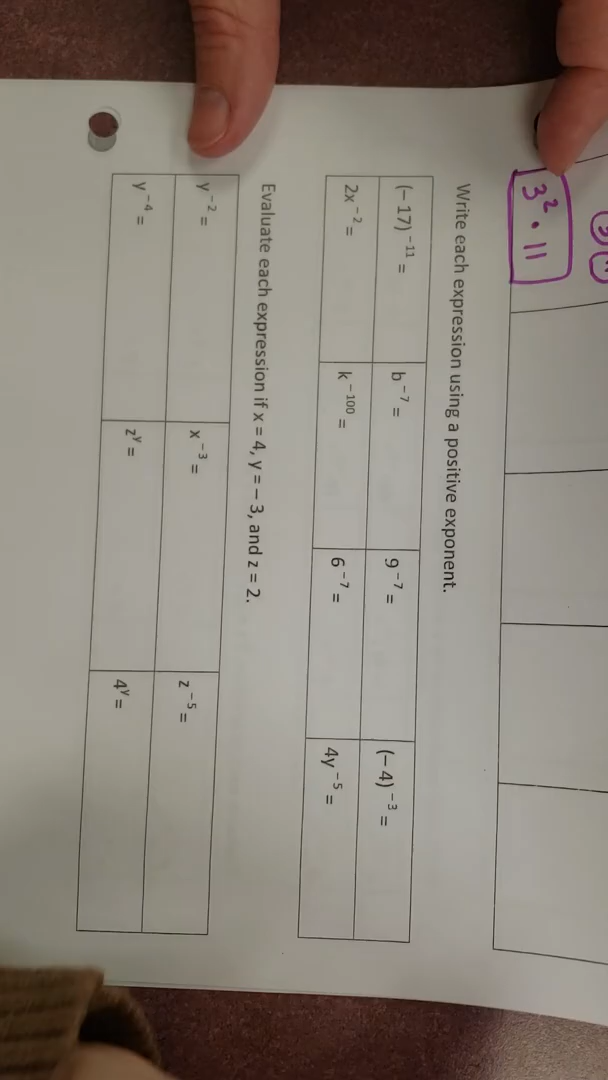 3² • 11
Write each expression using a positive exponent.
(− 17)⁻¹¹ = b⁻⁷ = 9⁻⁷ = (− 4)⁻³ =
2x⁻² = k⁻¹⁰⁰ = 6⁻⁷ = 4y⁻⁵ =
Evaluate each expression if x = 4, y = − 3, and z = 2.
y⁻² = x⁻³ = z⁻⁵ =
y⁻⁴ = zʸ = 4ʸ =